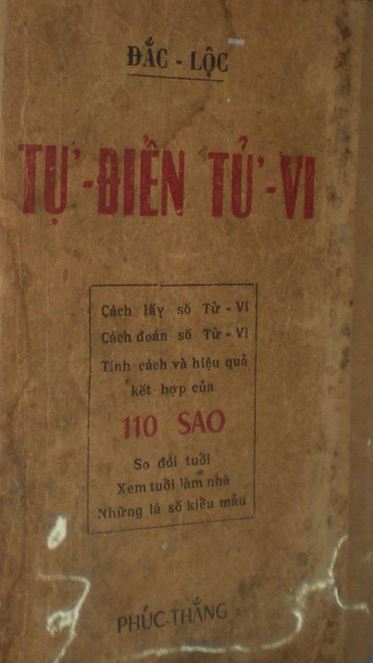 ĐẮC - LỘC
TỰ-ĐIỂN TỬ-VI
Cách lấy số Tử - Vi
Cách đoán số Tử - Vi
Tính cách và hiệu quả
kết hợp của
110 SAO
So đôi tuổi
Xem tuổi làm nhà
Những lá số kiểu mẫu
PHÚC-THẮNG